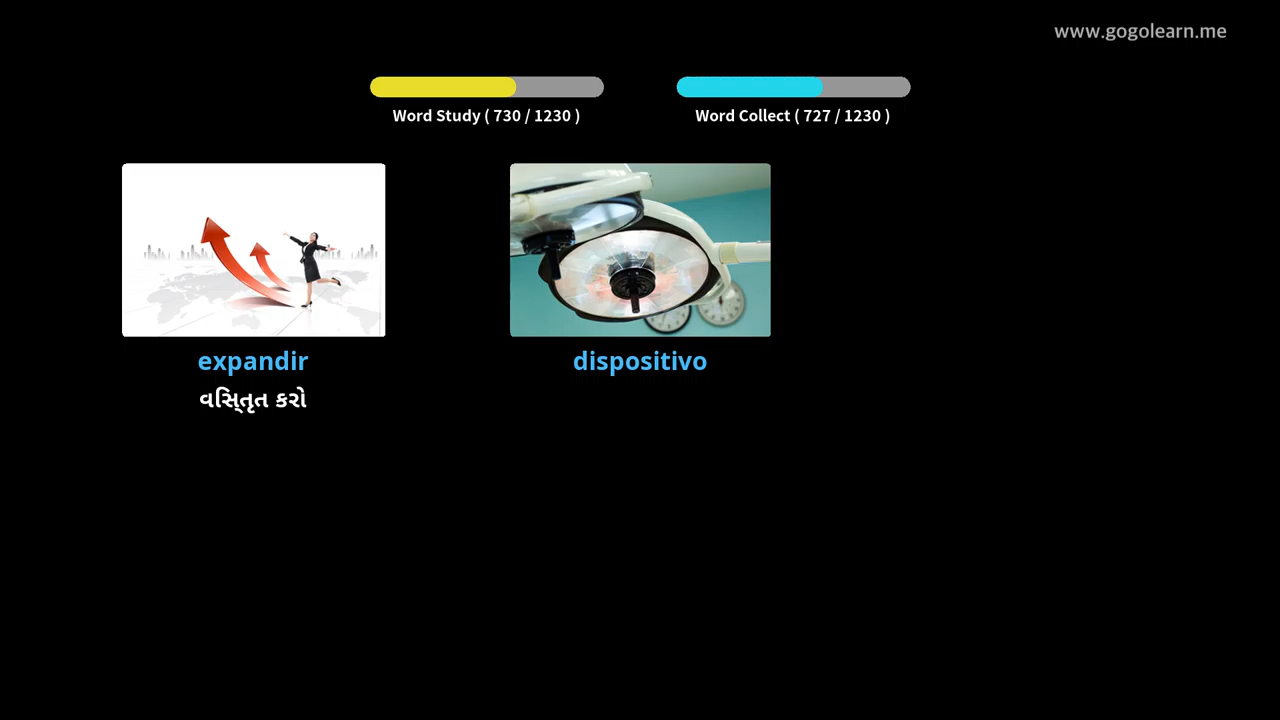 www.gogolearn.me
Word Study ( 730 / 1230 )
Word Collect ( 727 / 1230 )
expandir
dispositivo
વિસ્તૃત કરો